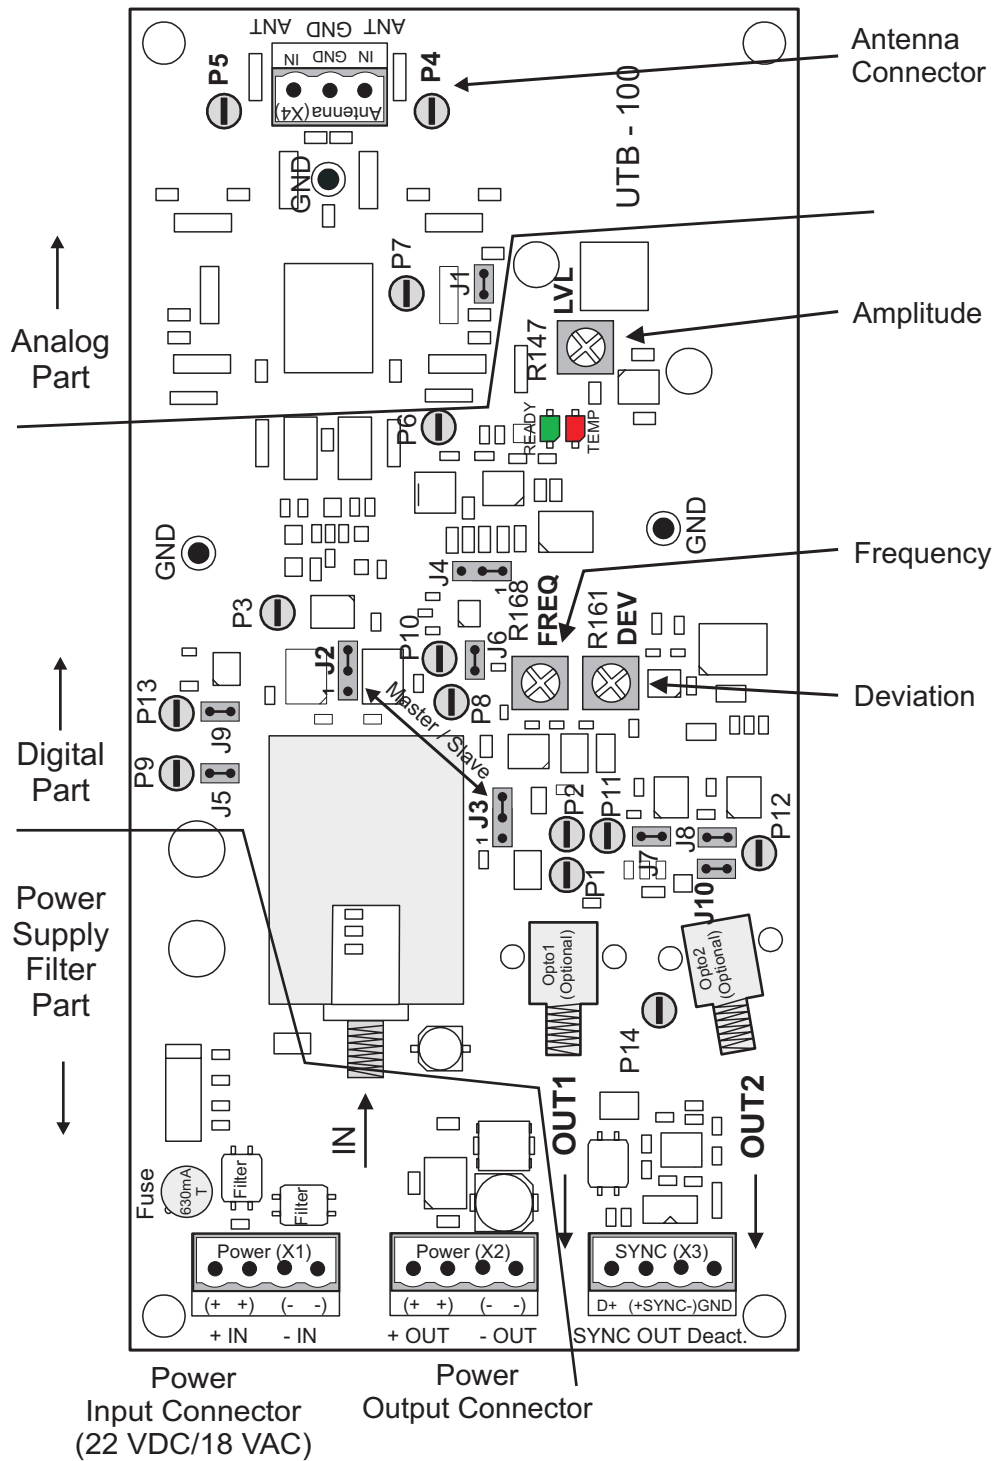 ANT GND ANT
IN GND IN
Antenna(X4)
P5
P4
Antenna
Connector
UTB - 100
GND
P7
J1
LVL
R147
Amplitude
Analog
Part
P6
READY
TEMP
GND
GND
J4
1
R168
FREQ
R161
DEV
Frequency
P3
J2
1
P10
J6
P8
Master / Slave
Deviation
P13
J9
P9
J5
Digital
Part
J3
1
P2
P11
P1
J7
J8
J10
P12
Power
Supply
Filter
Part
Opto1
(Optional)
Opto2
(Optional)
P14
IN
OUT1
OUT2
Fuse
630mA
T
Filter
Filter
Power (X1)
Power (X2)
SYNC (X3)
(+ +) (- -)
(+ +) (- -)
D+ (+SYNC-)GND
+ IN - IN
+ OUT - OUT
SYNC OUT Deact.
Power
Input Connector
(22 VDC/18 VAC)
Power
Output Connector